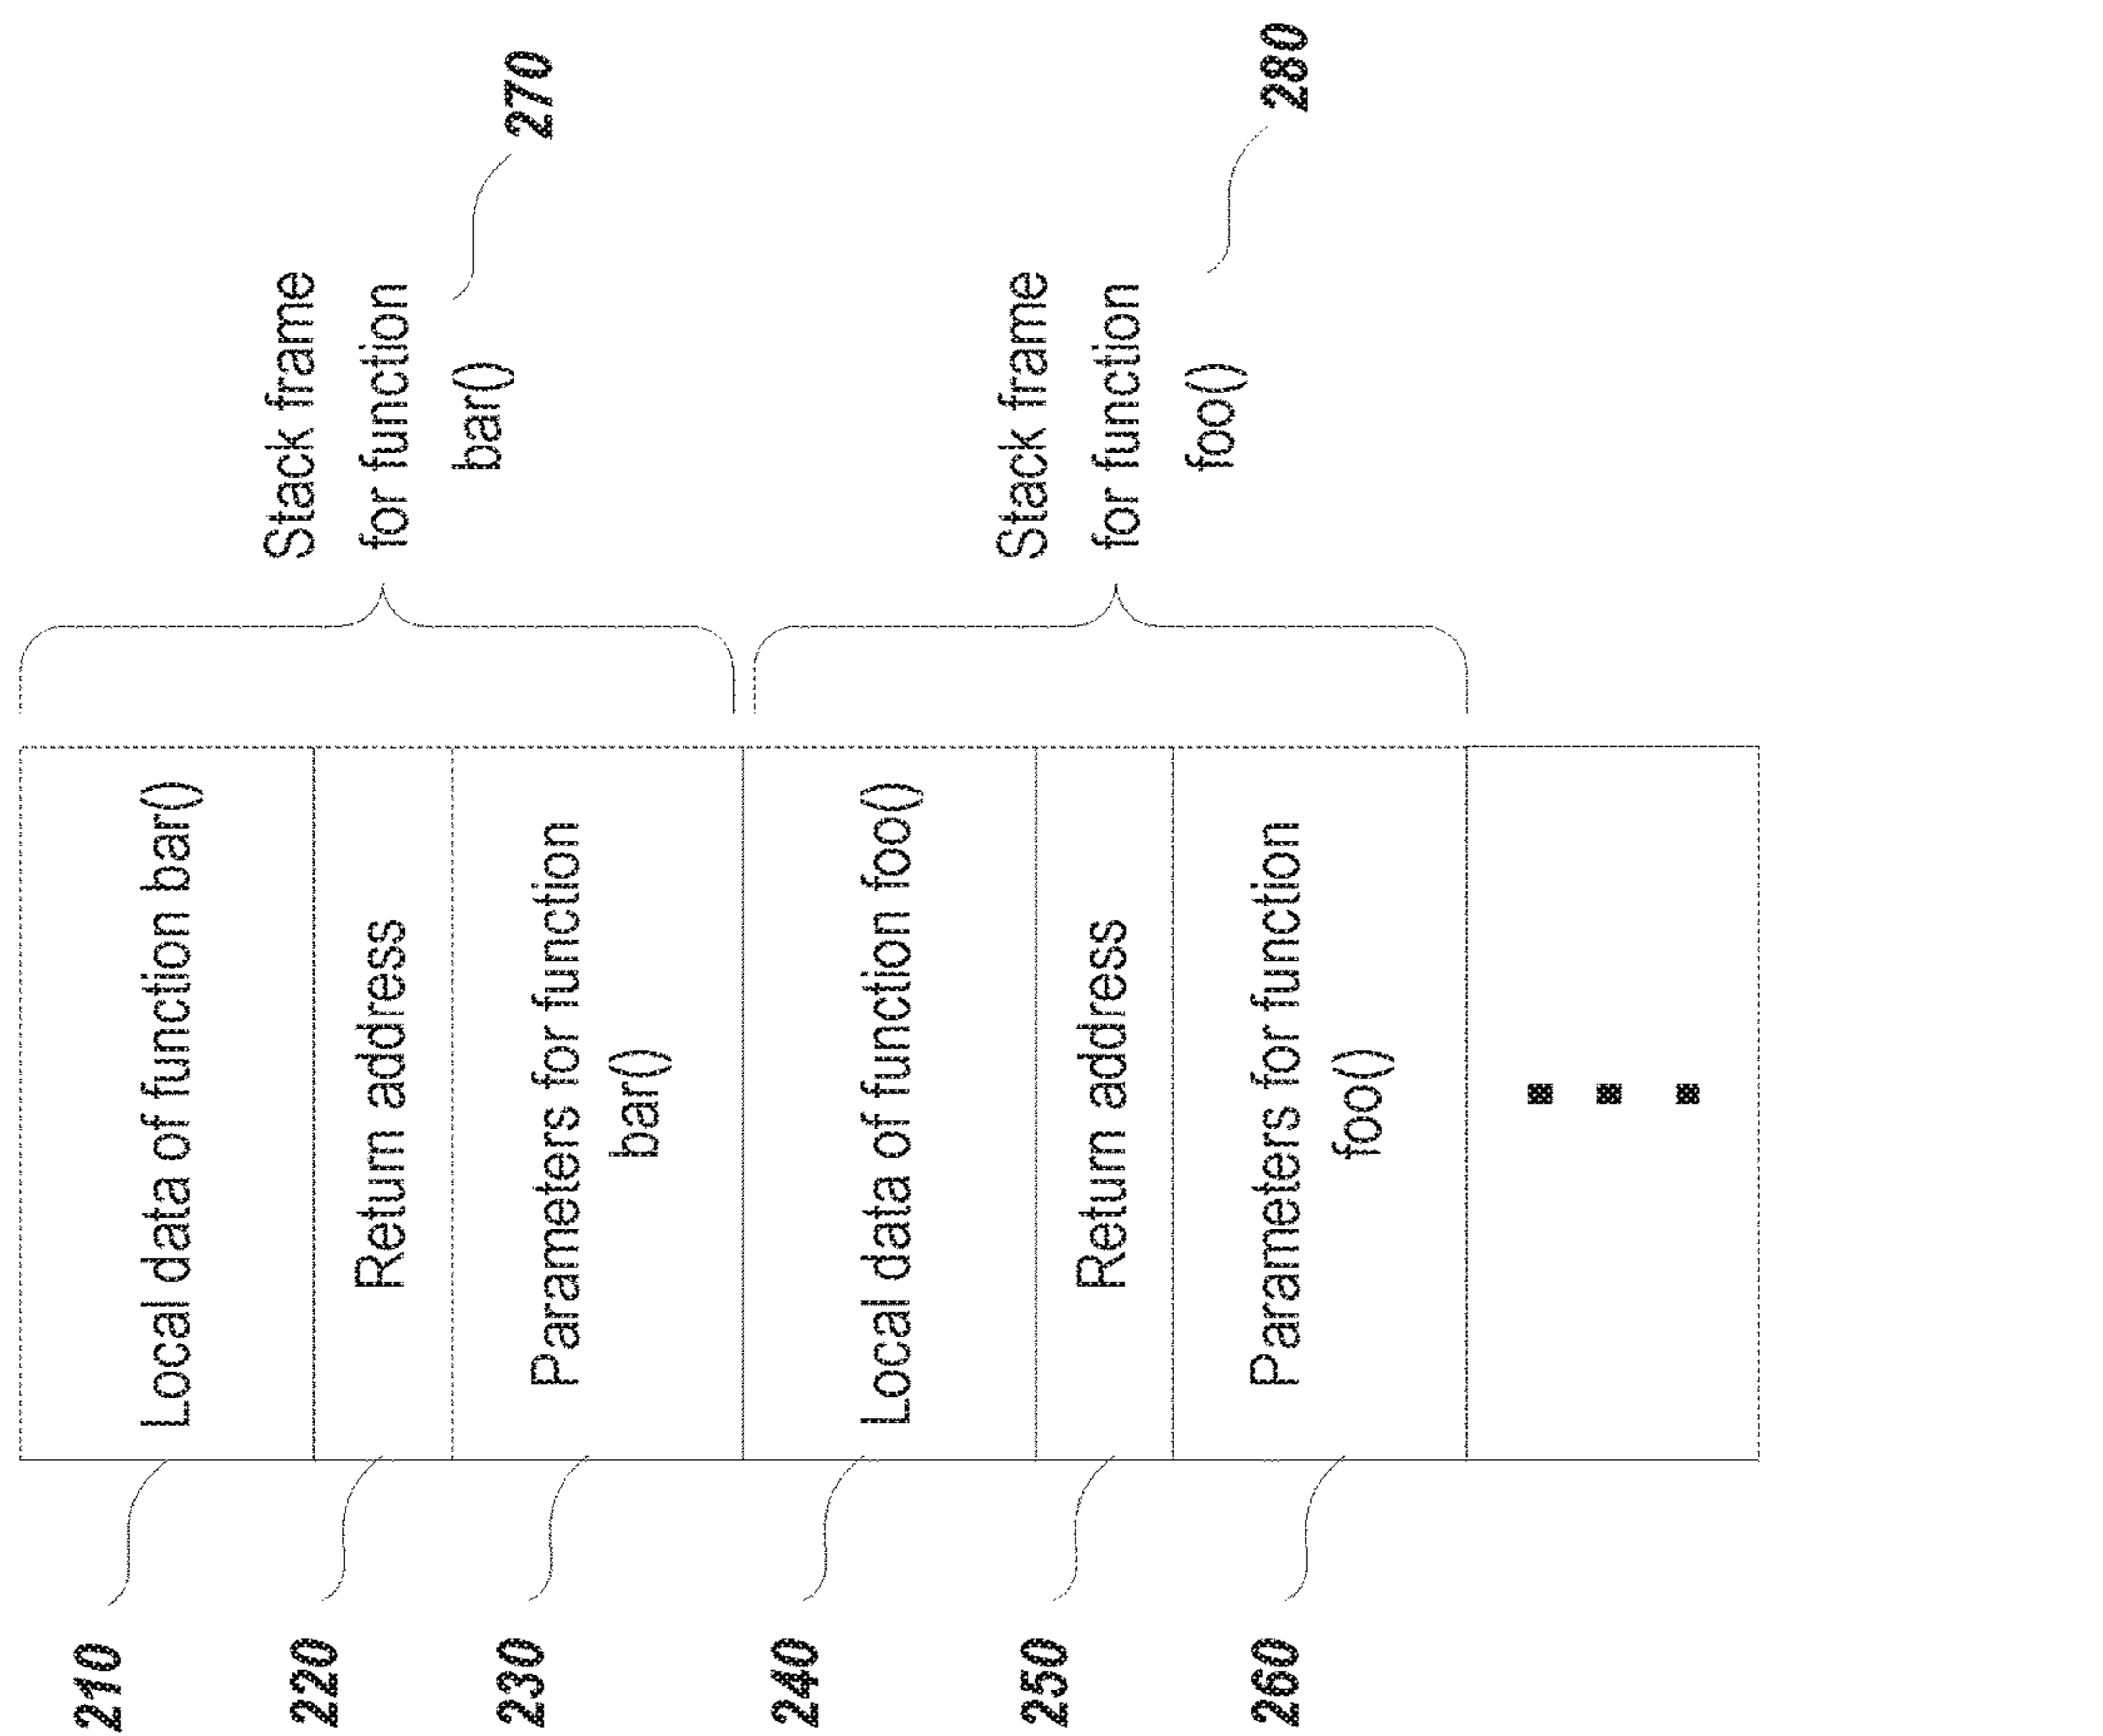 210
Local data of function bar()
220
Return address
230
Parameters for function
bar()
Stack frame
for function
bar()
270
240
Local data of function foo()
250
Return address
260
Parameters for function
foo()
Stack frame
for function
foo()
280